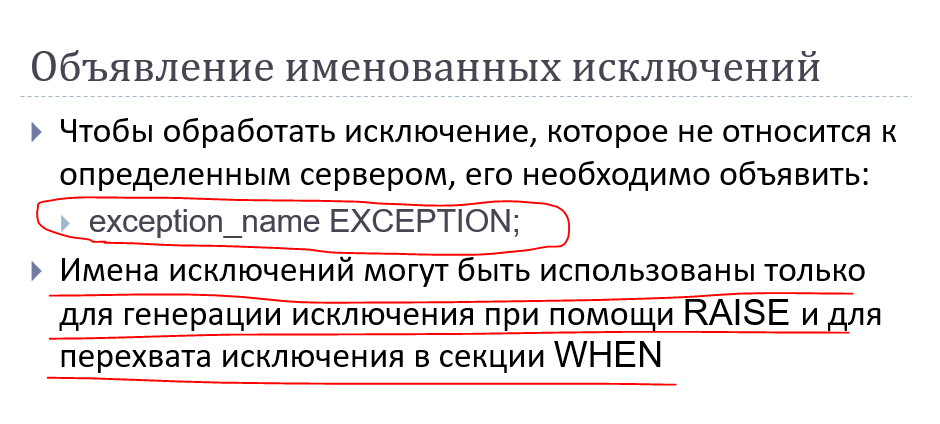 Объявление именованных исключений
Чтобы обработать исключение, которое не относится к
определенным сервером, его необходимо объявить:
exception_name EXCEPTION;
Имена исключений могут быть использованы только
для генерации исключения при помощи RAISE и для
перехвата исключения в секции WHEN